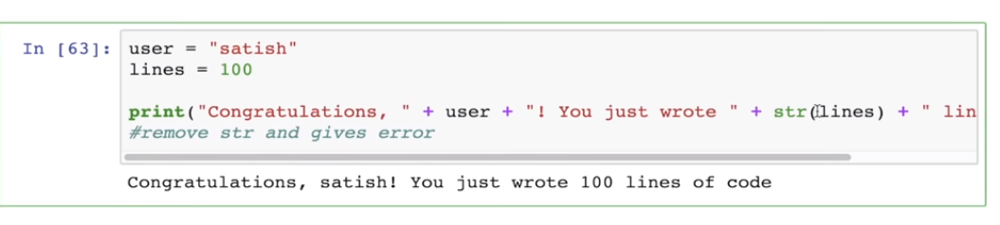 In [63]: user = "satish"
lines = 100
print("Congratulations, " + user + "! You just wrote " + str(lines) + " lin
#remove str and gives error
Congratulations, satish! You just wrote 100 lines of code